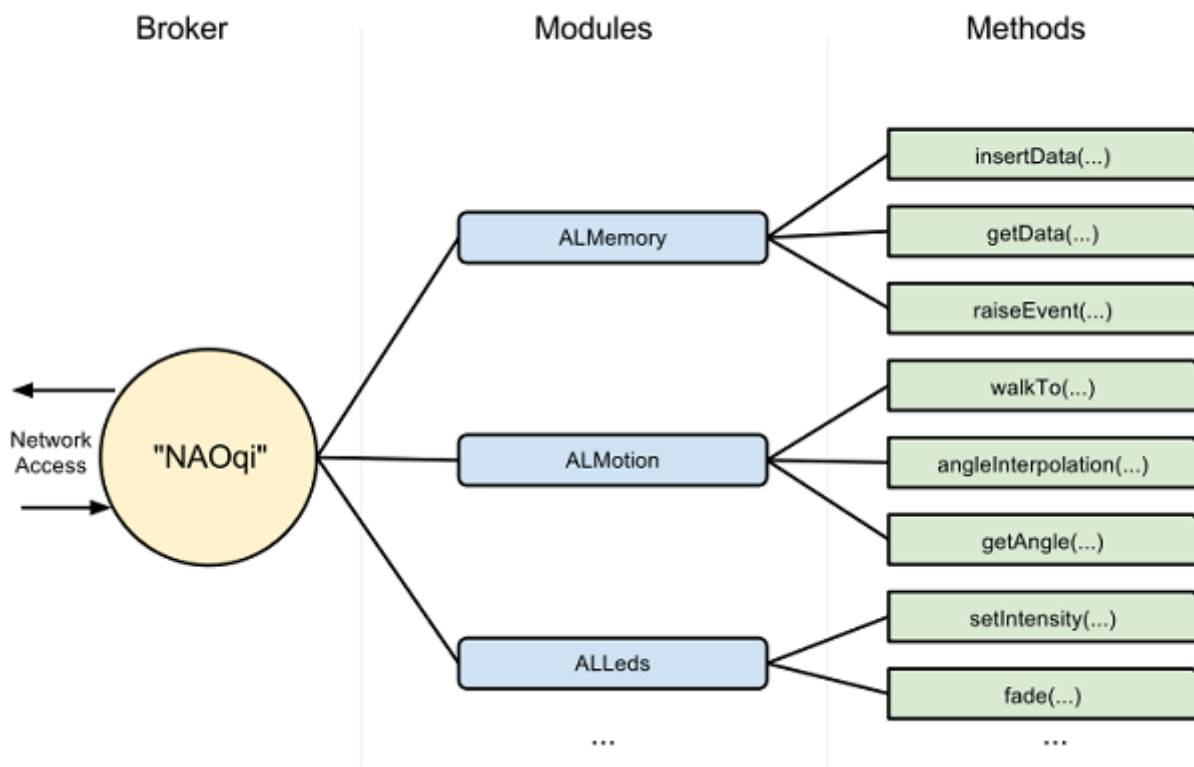 Broker
Modules
Methods
insertData(...)
ALMemory
getData(...)
raiseEvent(...)
walkTo(...)
Network
Access
"NAOqi"
ALMotion
angleInterpolation(...)
getAngle(...)
setIntensity(...)
ALLeds
fade(...)
...
...